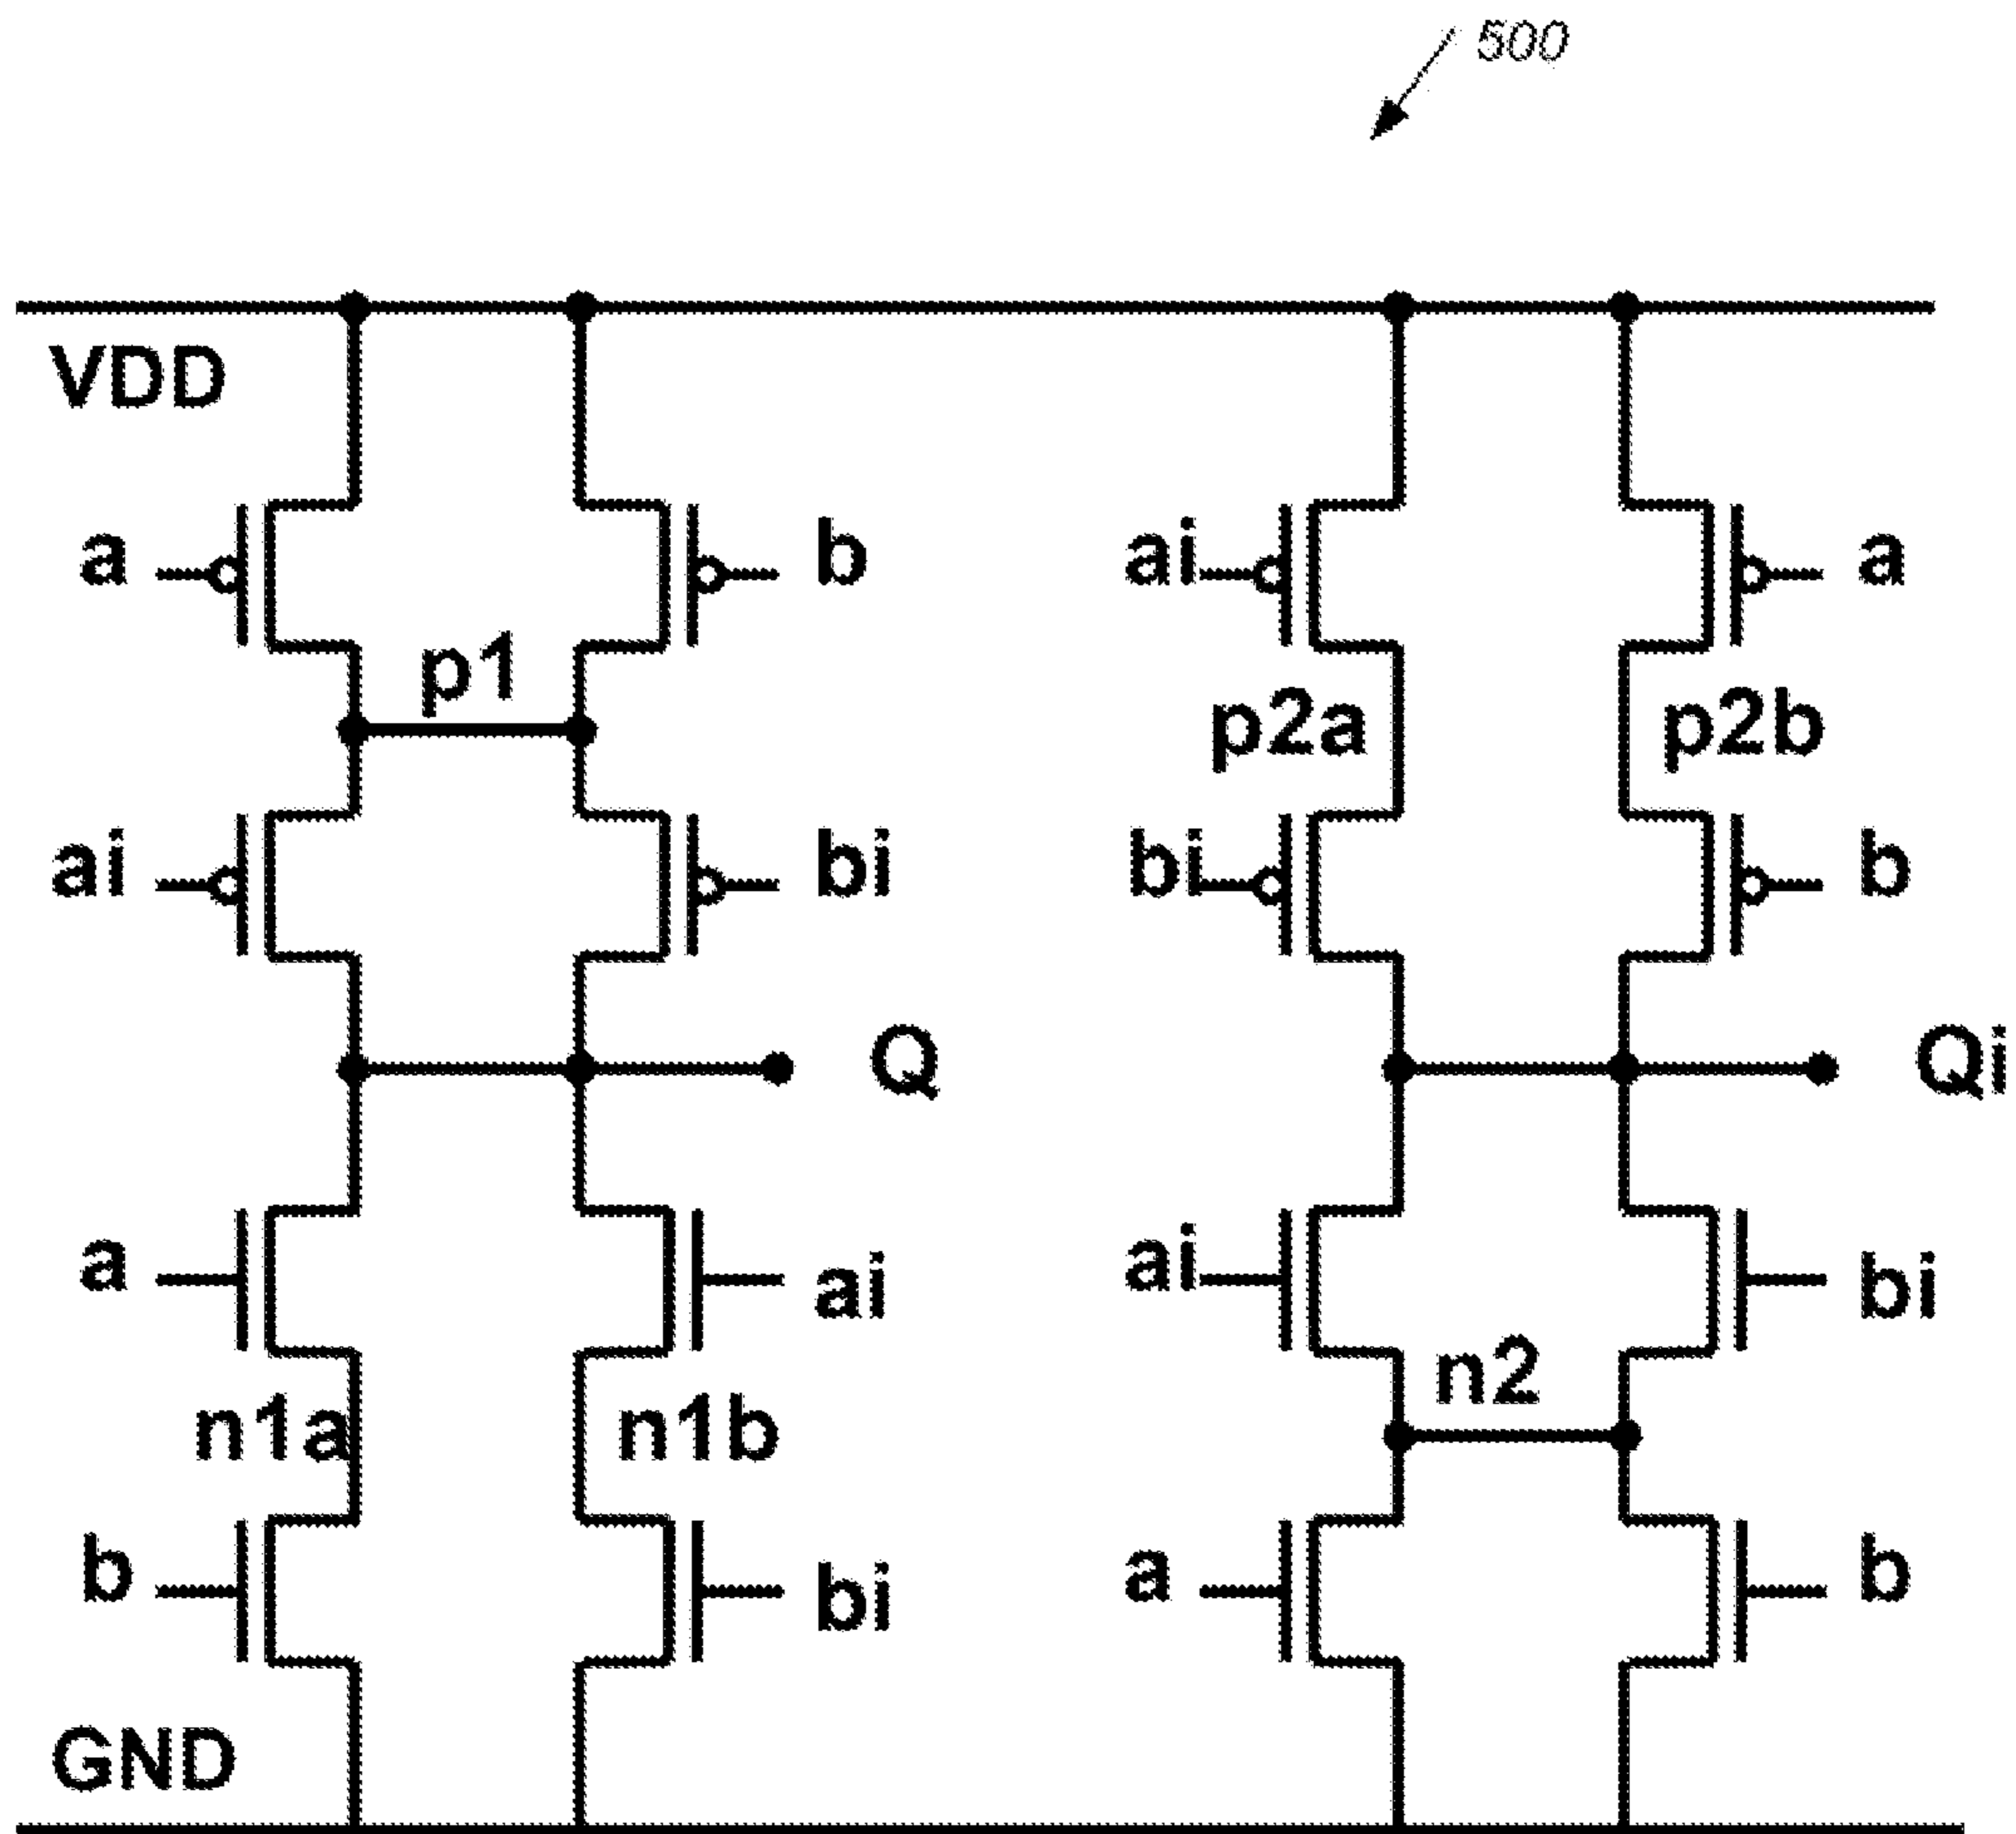 500
VDD
a b ai a
p1
p2a p2b
ai bi bi b
Q Qi
a ai ai bi
n2
n1a n1b
b bi a b
GND